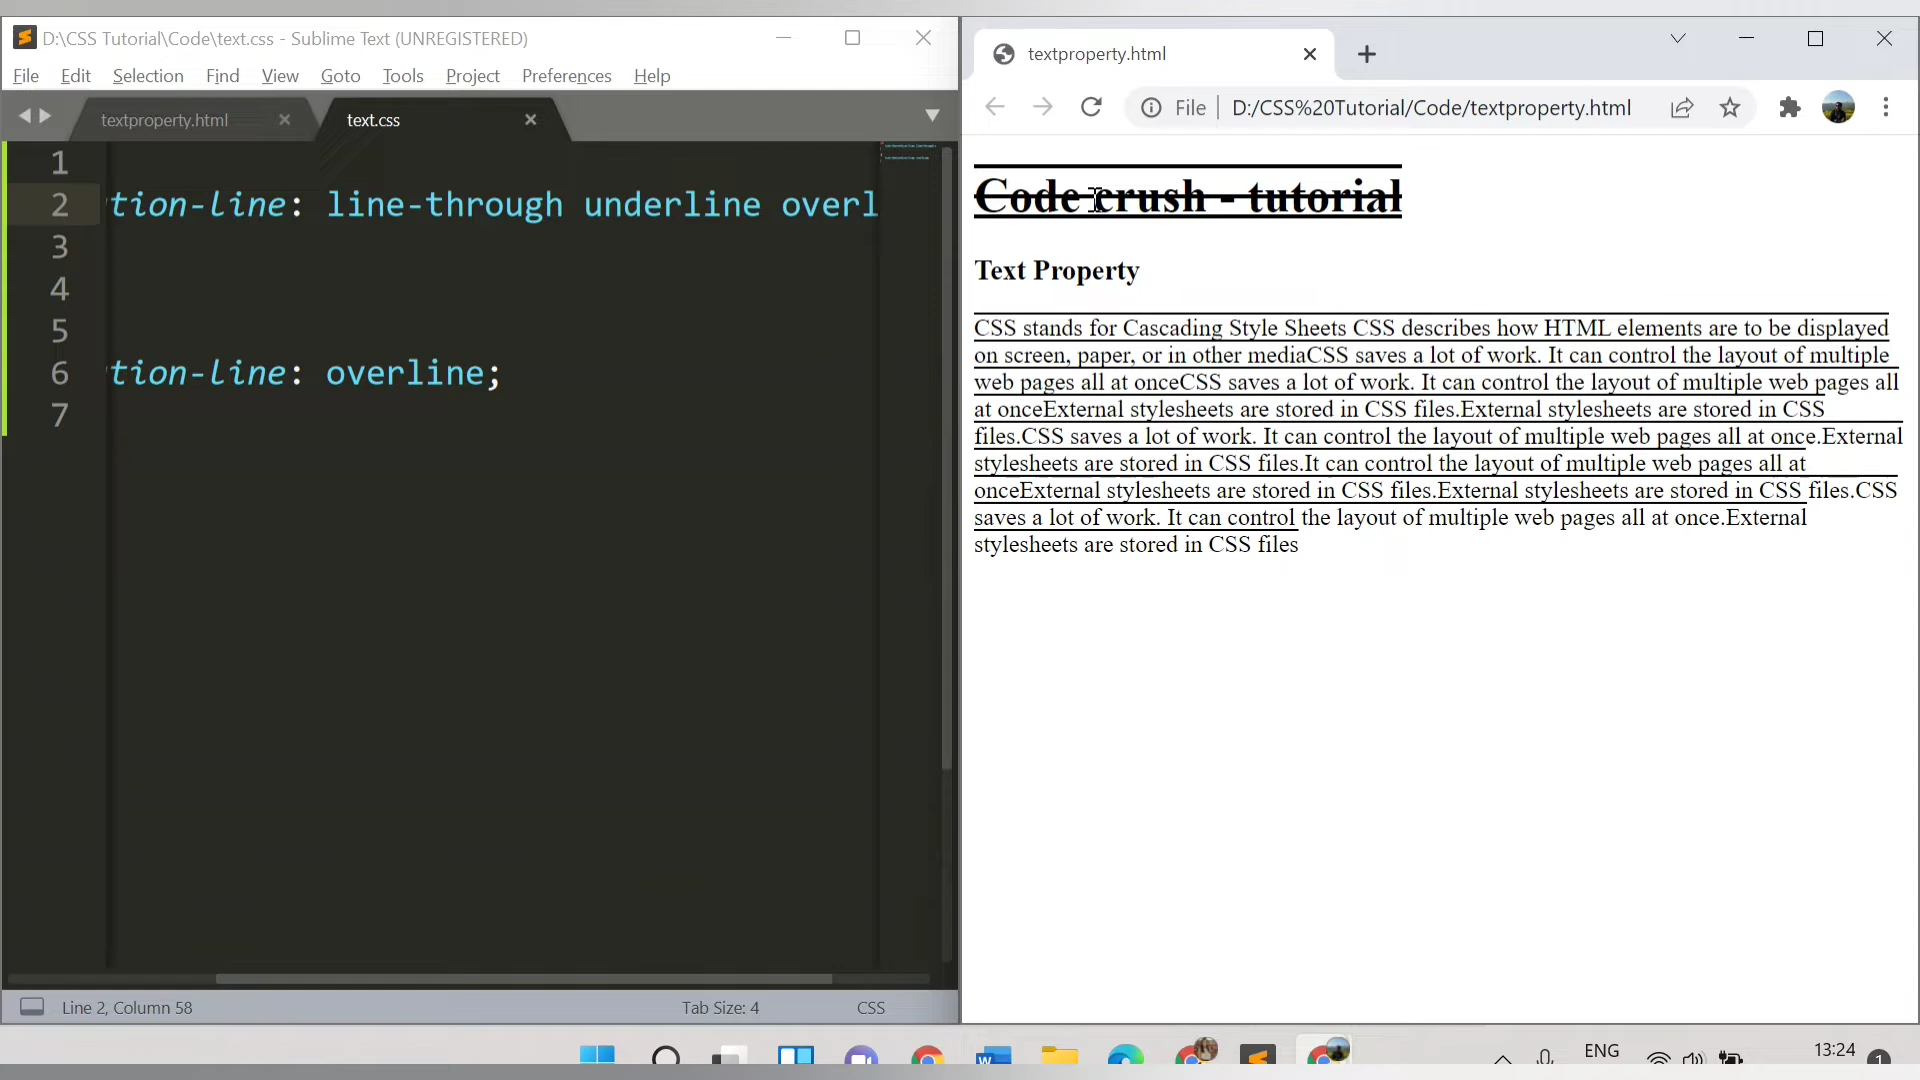 D:\CSS Tutorial\Code\text.css - Sublime Text (UNREGISTERED)
File Edit Selection Find View Goto Tools Project Preferences Help
textproperty.html
text.css
1
2 tion-line: line-through underline overl
3
4
5
6 tion-line: overline;
7
Line 2, Column 58
Tab Size: 4
CSS
textproperty.html
File
D:/CSS%20Tutorial/Code/textproperty.html
Code crush - tutorial
Text Property
CSS stands for Cascading Style Sheets CSS describes how HTML elements are to be displayed
on screen, paper, or in other mediaCSS saves a lot of work. It can control the layout of multiple
web pages all at onceCSS saves a lot of work. It can control the layout of multiple web pages all
at onceExternal stylesheets are stored in CSS files.External stylesheets are stored in CSS
files.CSS saves a lot of work. It can control the layout of multiple web pages all at once.External
stylesheets are stored in CSS files.It can control the layout of multiple web pages all at
onceExternal stylesheets are stored in CSS files.External stylesheets are stored in CSS files.CSS
saves a lot of work. It can control the layout of multiple web pages all at once.External
stylesheets are stored in CSS files
ENG
13:24
1